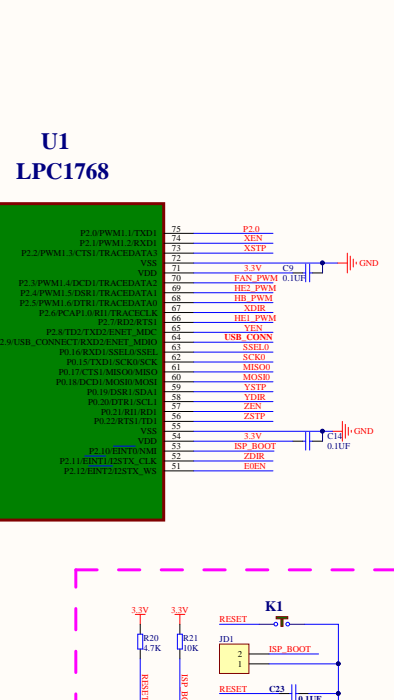 U1
LPC1768
P2.0/PWM1.1/TXD1 75 P2.0
P2.1/PWM1.2/RXD1 74 XEN
P2.2/PWM1.3/CTS1/TRACEDATA3 73 XSTP
VSS 72
VDD 71 3.3V C9 GND
P2.3/PWM1.4/DCD1/TRACEDATA2 70 FAN_PWM 0.1UF
P2.4/PWM1.5/DSR1/TRACEDATA1 69 HE2_PWM
P2.5/PWM1.6/DTR1/TRACEDATA0 68 HB_PWM
P2.6/PCAP1.0/RI1/TRACECLK 67 XDIR
P2.7/RD2/RTS1 66 HE1_PWM
P2.8/TD2/TXD2/ENET_MDC 65 YEN
2.9/USB_CONNECT/RXD2/ENET_MDIO 64 USB_CONN
P0.16/RXD1/SSEL0/SSEL 63 SSEL0
P0.15/TXD1/SCK0/SCK 62 SCK0
P0.17/CTS1/MISO0/MISO 61 MISO0
P0.18/DCD1/MOSI0/MOSI 60 MOSI0
P0.19/DSR1/SDA1 59 YSTP
P0.20/DTR1/SCL1 58 YDIR
P0.21/RI1/RD1 57 ZEN
P0.22/RTS1/TD1 56 ZSTP
VSS 55 GND
VDD 54 3.3V C14
P2.10/EINT0/NMI 53 ISP_BOOT 0.1UF
P2.11/EINT1/I2STX_CLK 52 ZDIR
P2.12/EINT2/I2STX_WS 51 E0EN
3.3V 3.3V K1
RESET
R20 R21 JD1
4.7K 10K
2 ISP_BOOT
1
RESET C23
0.1UF
RESET